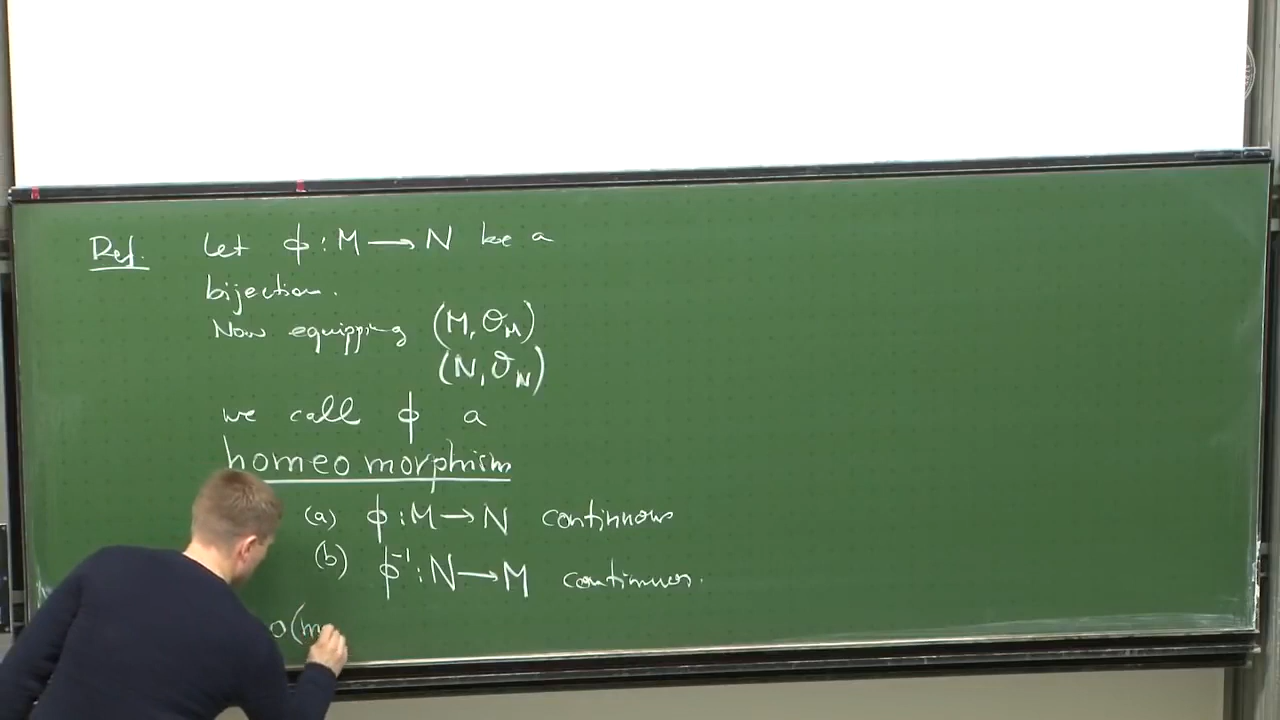 Def. Let ϕ : M ⟶ N be a
bijection.
Now equipping (M, 𝒪_M)
(N, 𝒪_N)
we call ϕ a
homeomorphism
(a) ϕ : M → N continuous
(b) ϕ⁻¹ : N ⟶ M continuous.
o(m